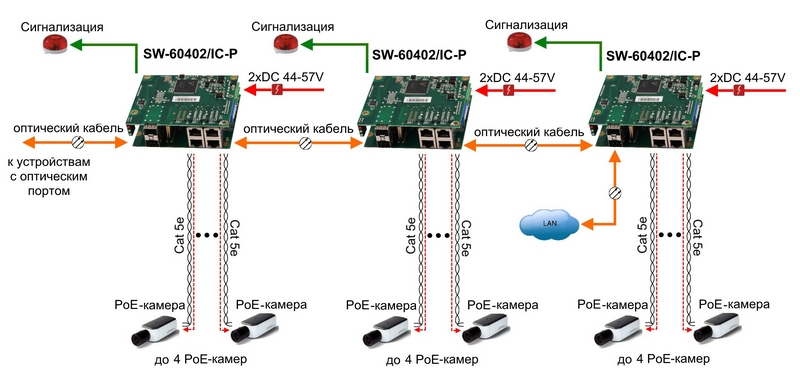 Сигнализация
Сигнализация
Сигнализация
SW-60402/IC-P
SW-60402/IC-P
SW-60402/IC-P
2xDC 44-57V
2xDC 44-57V
2xDC 44-57V
оптический кабель
оптический кабель
оптический кабель
к устройствам
с оптическим
портом
LAN
Cat 5e
Cat 5e
Cat 5e
Cat 5e
Cat 5e
Cat 5e
PoE-камера
PoE-камера
PoE-камера
PoE-камера
PoE-камера
PoE-камера
до 4 PoE-камер
до 4 PoE-камер
до 4 PoE-камер